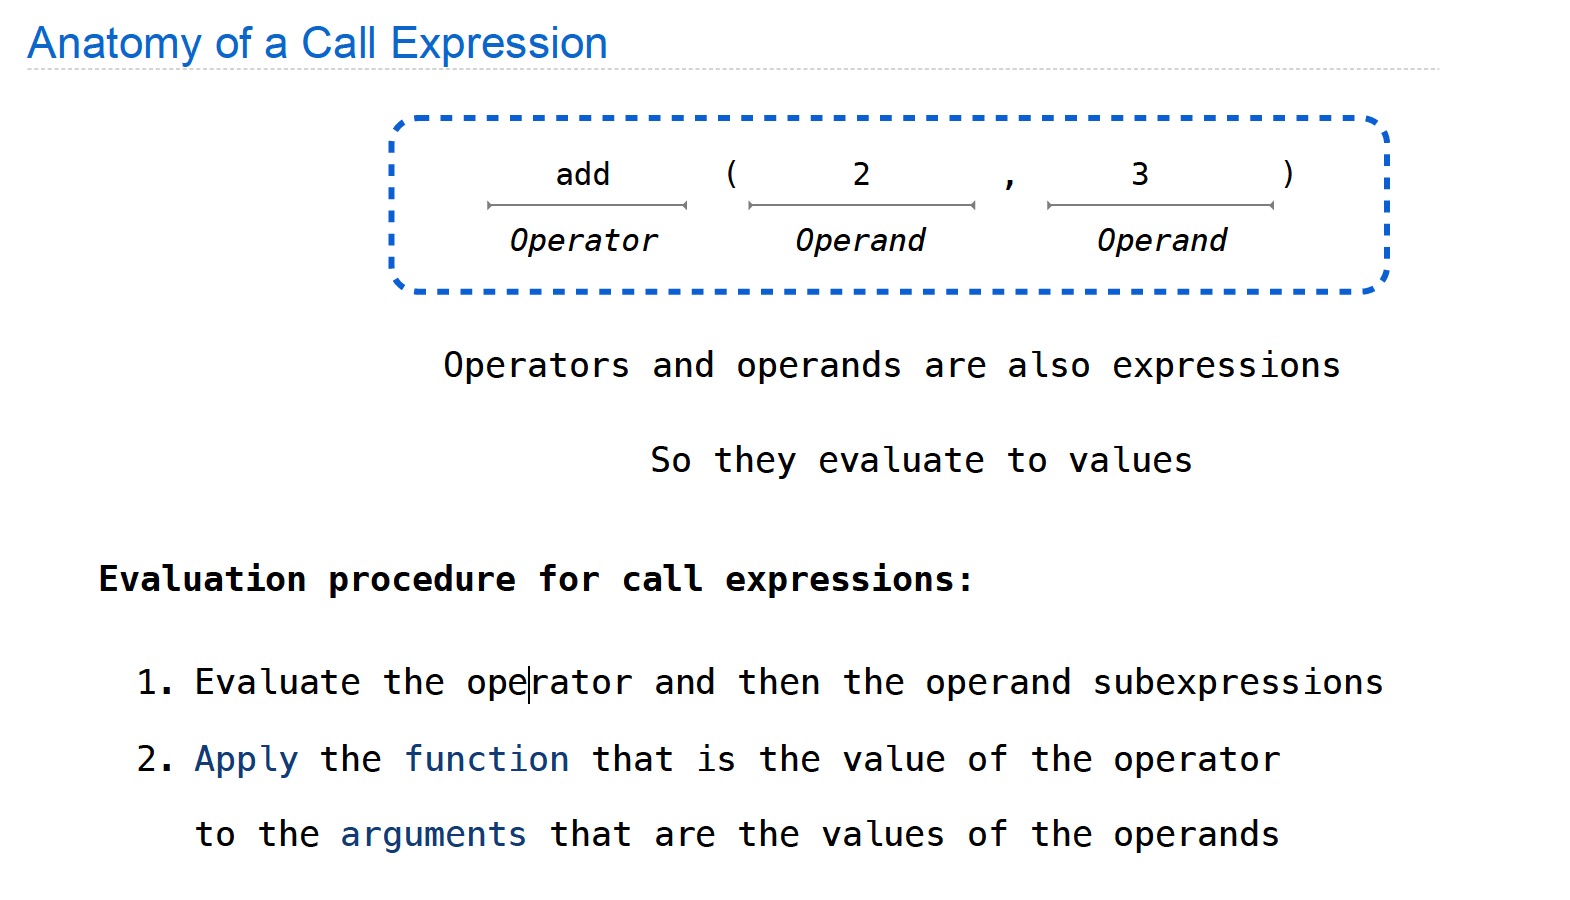 Anatomy of a Call Expression
add ( 2 , 3 )
Operator Operand Operand
Operators and operands are also expressions
So they evaluate to values
Evaluation procedure for call expressions:
1. Evaluate the operator and then the operand subexpressions
2. Apply the function that is the value of the operator
to the arguments that are the values of the operands